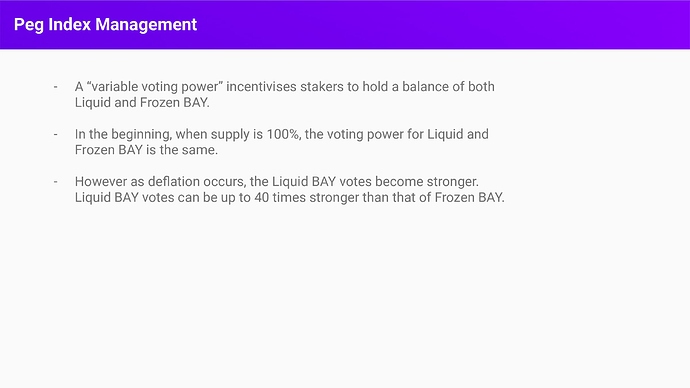 Peg Index Management
- A “variable voting power” incentivises stakers to hold a balance of both
Liquid and Frozen BAY.
- In the beginning, when supply is 100%, the voting power for Liquid and
Frozen BAY is the same.
- However as deflation occurs, the Liquid BAY votes become stronger.
Liquid BAY votes can be up to 40 times stronger than that of Frozen BAY.